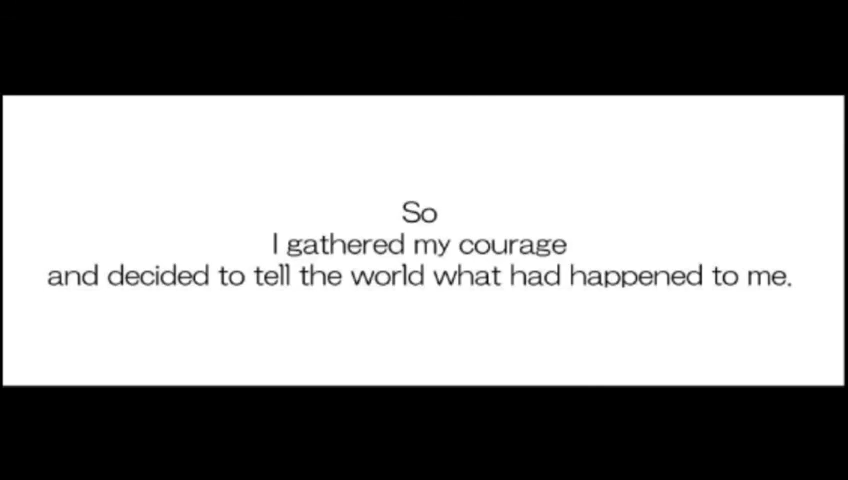 So
I gathered my courage
and decided to tell the world what had happened to me.